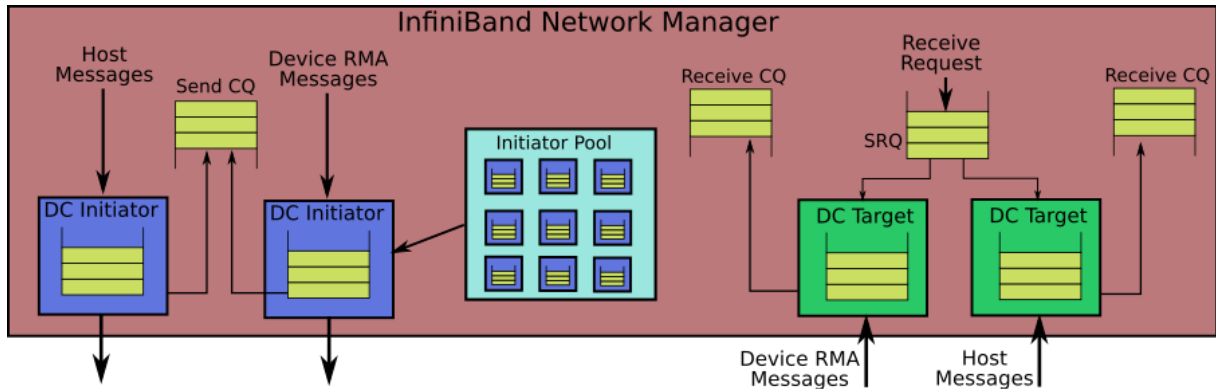 InfiniBand Network Manager
Host
Messages
Send CQ
Device RMA
Messages
Initiator Pool
Receive CQ
Receive
Request
SRQ
Receive CQ
DC Initiator
DC Initiator
DC Target
DC Target
Device RMA
Messages
Host
Messages